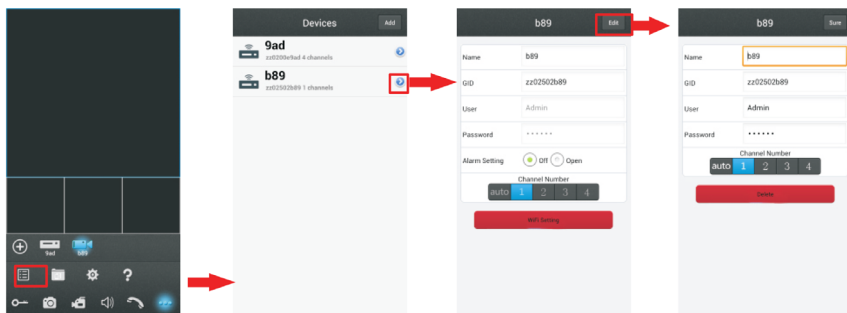 9ad
b89
?
Devices
Add
9ad
zz0200e9ad 4 channels
b89
zz02502b89 1 channels
b89
Edit
Name
b89
GID
zz02502b89
User
Admin
Password
······
Alarm Setting
Off
Open
Channel Number
auto 1 2 3 4
Wifi Setting
b89
Sure
Name
b89
GID
zz02502b89
User
Admin
Password
······
Channel Number
auto 1 2 3 4
Delete